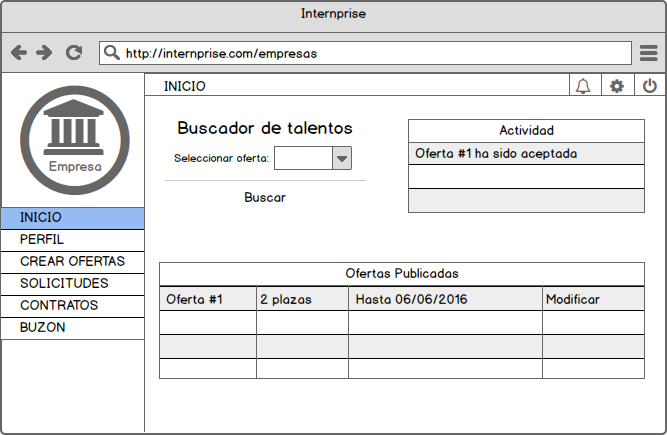 Internprise
http://internprise.com/empresas
Empresa
INICIO
PERFIL
CREAR OFERTAS
SOLICITUDES
CONTRATOS
BUZON
INICIO
Buscador de talentos
Seleccionar oferta:
Buscar
Actividad
Oferta #1 ha sido aceptada
Ofertas Publicadas
Oferta #1 2 plazas Hasta 06/06/2016 Modificar